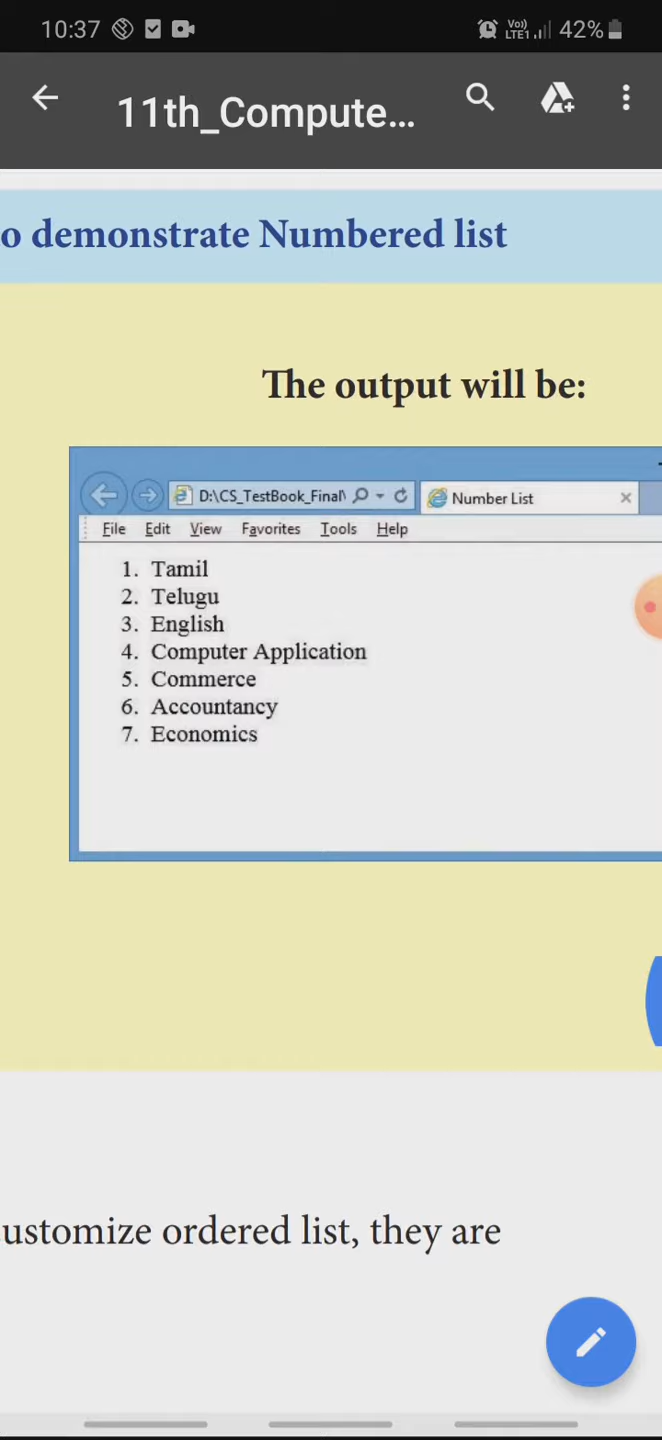 10:37
Vo)) LTE1 42%
11th_Compute...
o demonstrate Numbered list
The output will be:
D:\CS_TestBook_Final\
Number List
File Edit View Favorites Tools Help
1. Tamil
2. Telugu
3. English
4. Computer Application
5. Commerce
6. Accountancy
7. Economics
ustomize ordered list, they are